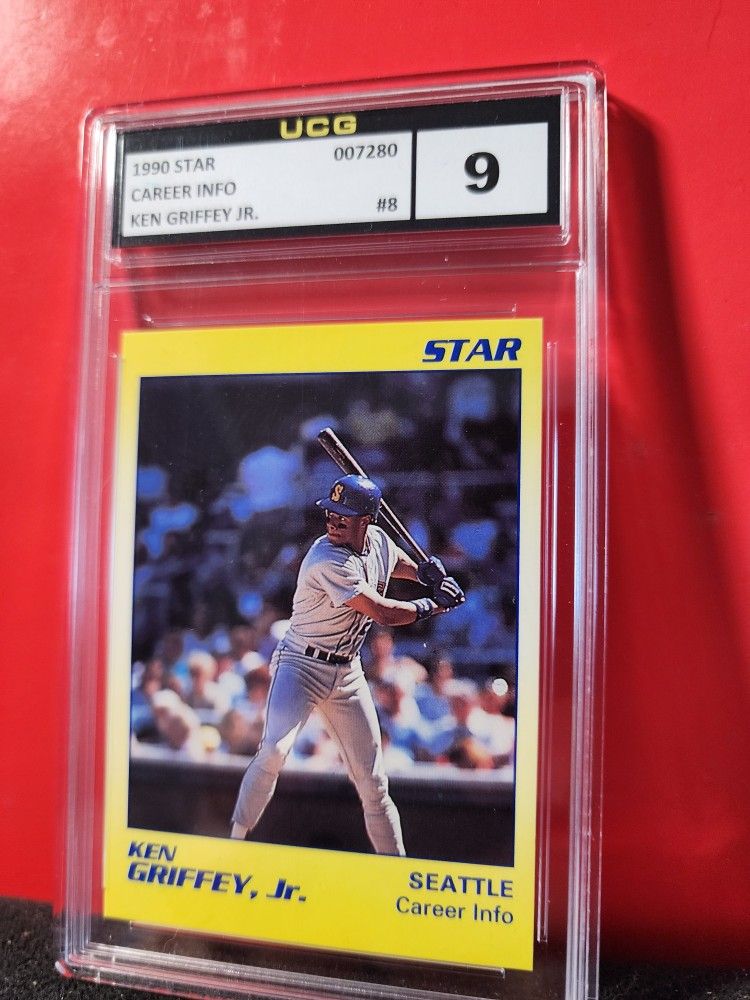 UCG
1990 STAR 007280
CAREER INFO
KEN GRIFFEY JR. #8
9
STAR
S
KEN
GRIFFEY, Jr.
SEATTLE
Career Info